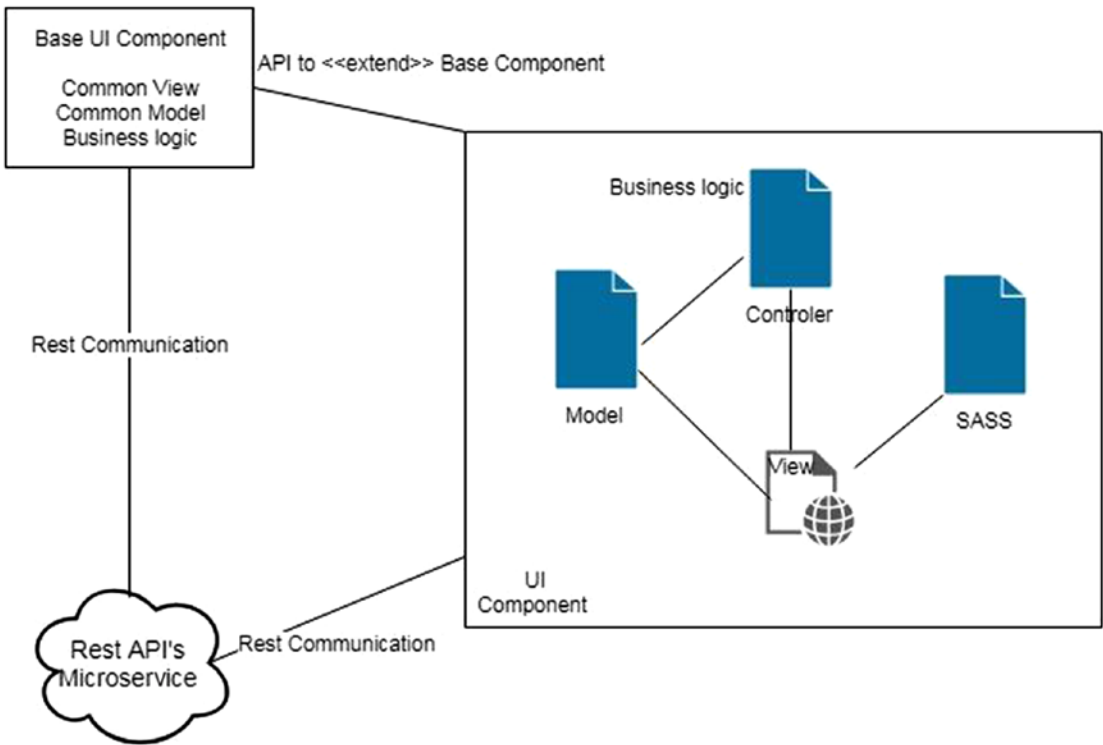 Base UI Component
Common View
Common Model
Business logic
API to <<extend>> Base Component
Business logic
Controler
Model
SASS
View
Rest Communication
UI
Component
Rest API's
Microservice
Rest Communication